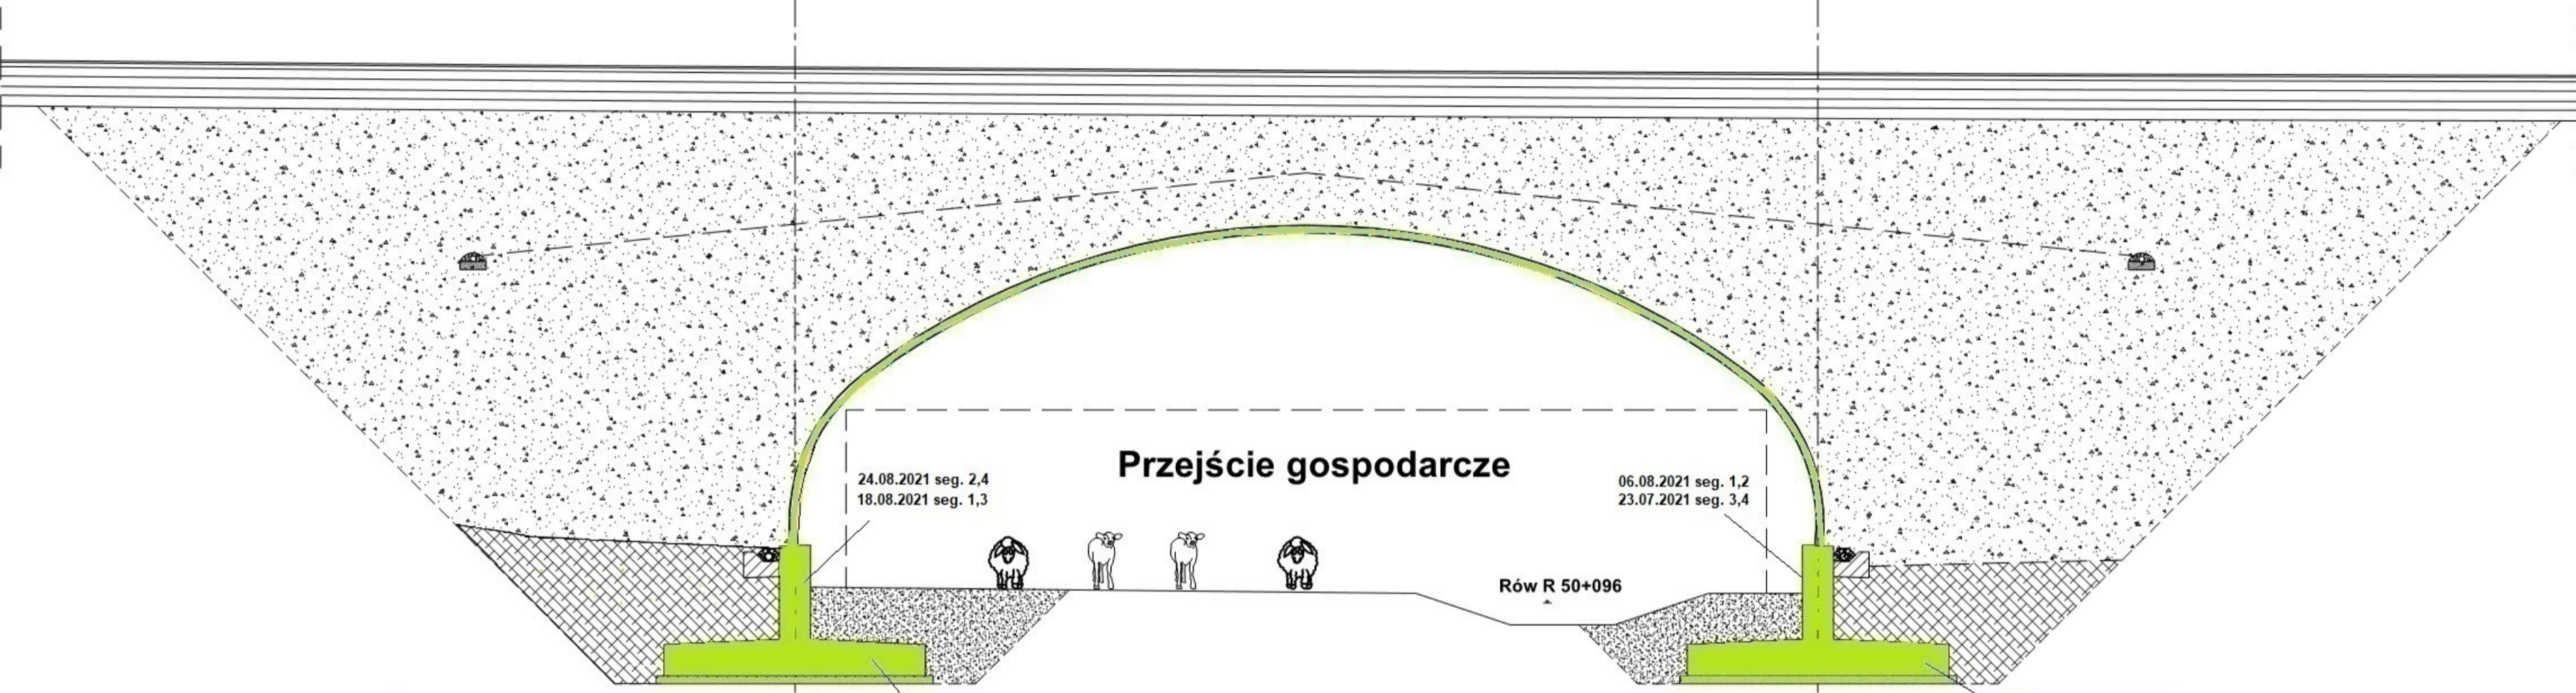 Przejście gospodarcze
24.08.2021 seg. 2,4
18.08.2021 seg. 1,3
06.08.2021 seg. 1,2
23.07.2021 seg. 3,4
Rów R 50+096